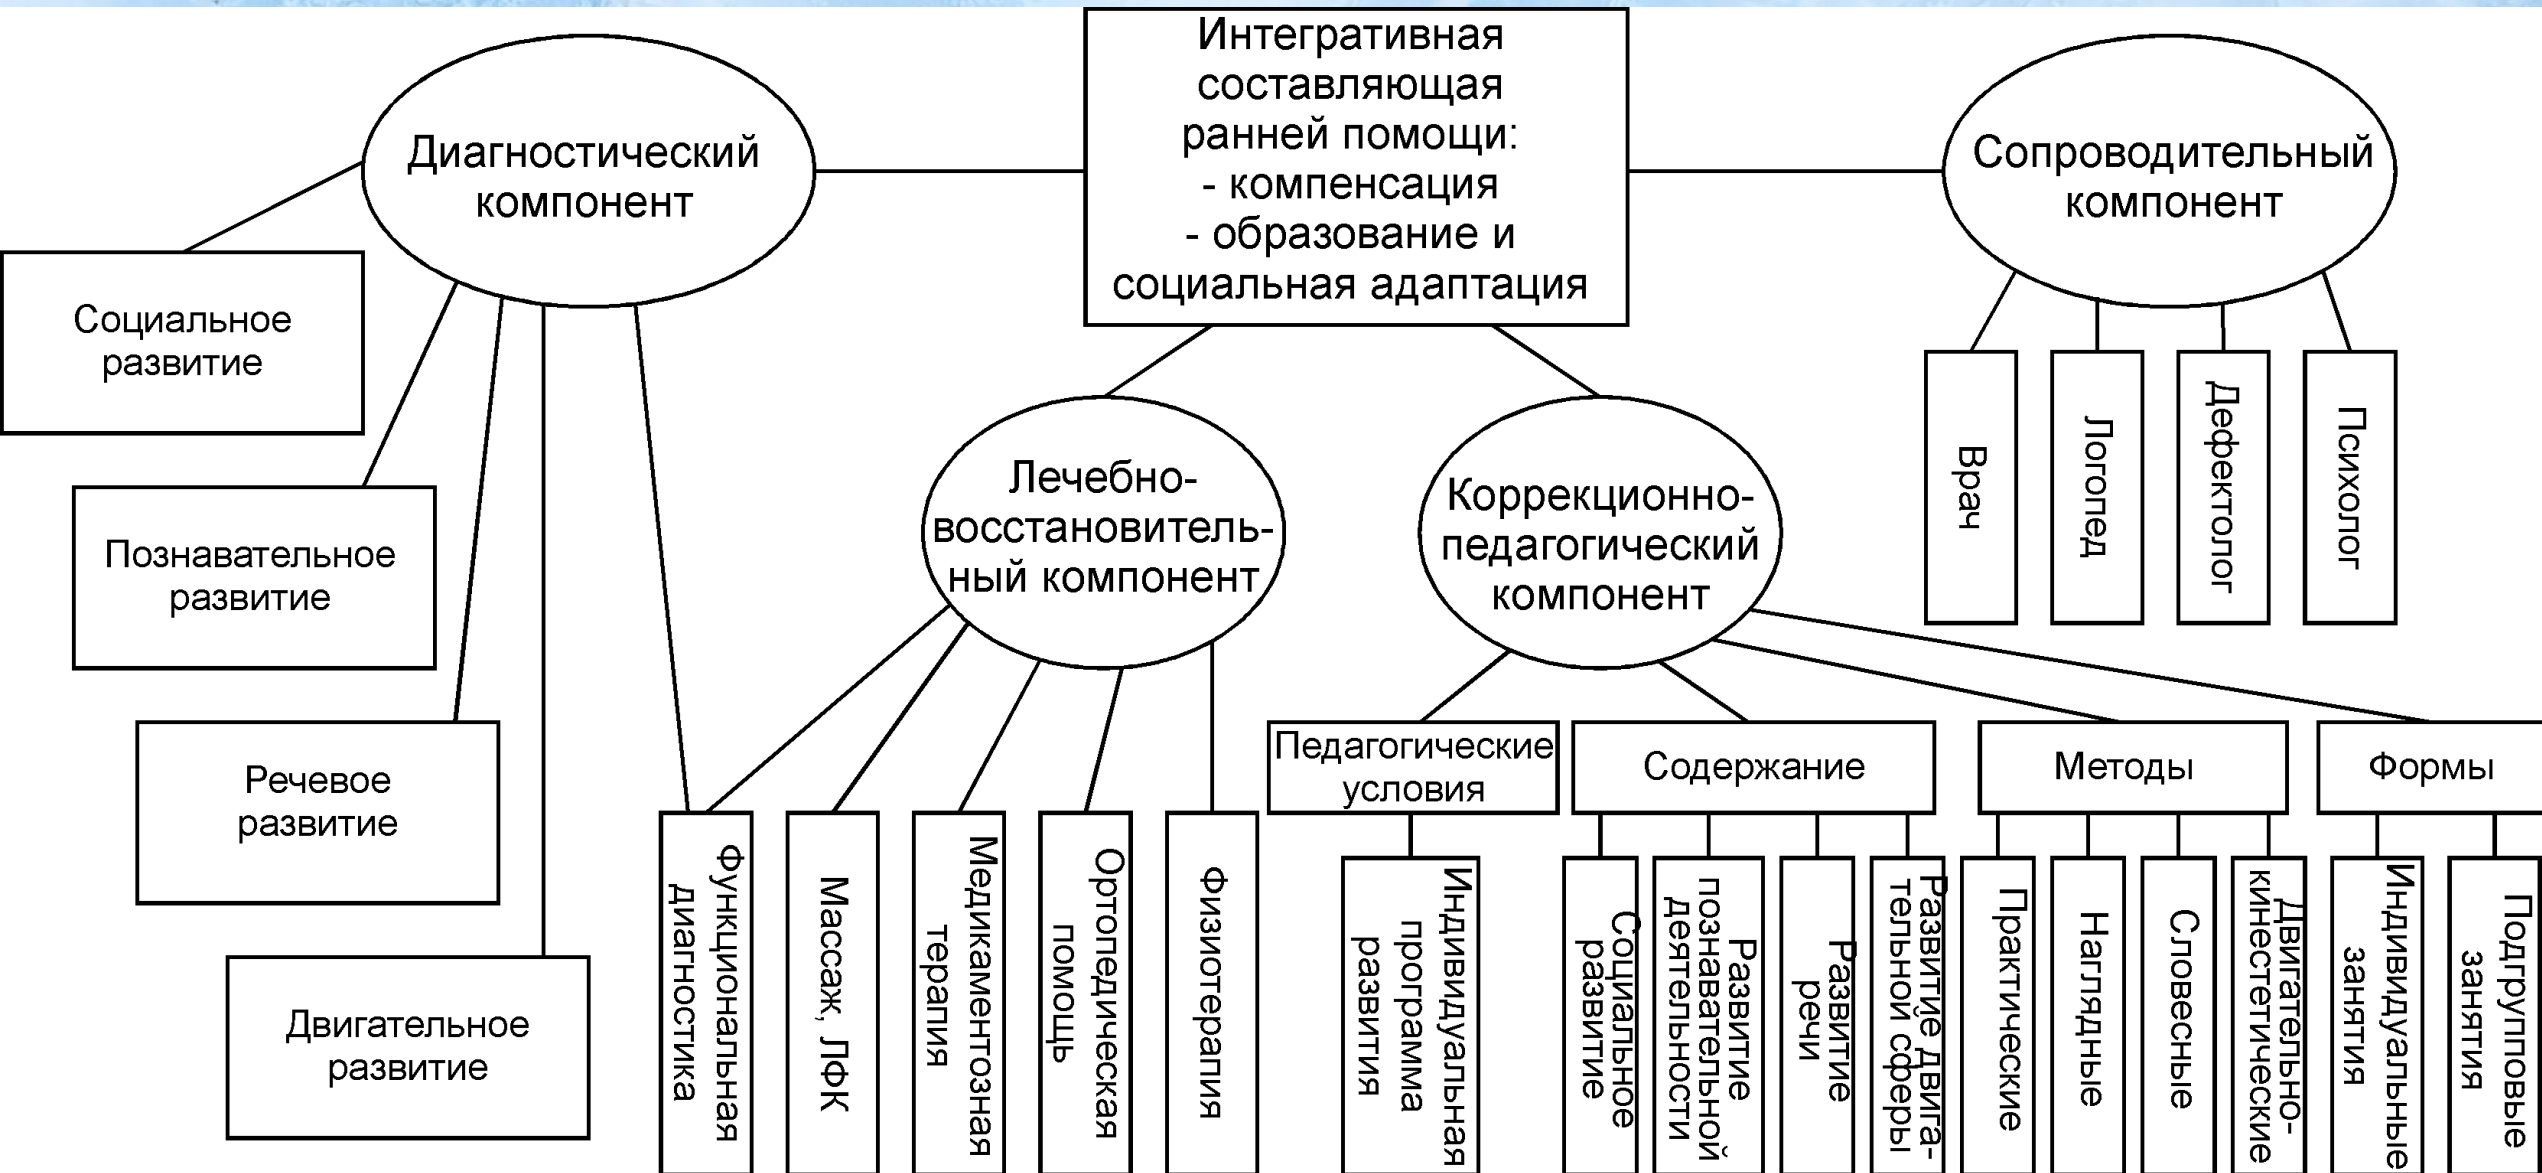 Интегративная
составляющая
ранней помощи:
- компенсация
- образование и
социальная адаптация
Диагностический
компонент
Сопроводительный
компонент
Социальное
развитие
Познавательное
развитие
Речевое
развитие
Двигательное
развитие
Лечебно-
восстановитель-
ный компонент
Коррекционно-
педагогический
компонент
Врач
Логопед
Дефектолог
Психолог
Функциональная
диагностика
Массаж, ЛФК
Медикаментозная
терапия
Ортопедическая
помощь
Физиотерапия
Педагогические
условия
Содержание
Методы
Формы
Индивидуальная
программа
развития
Социальное
развитие
Развитие
познавательной
деятельности
Развитие
речи
Развитие двига-
тельной сферы
Практические
Наглядные
Словесные
Двигательно-
кинестетические
Индивидуальные
занятия
Подгрупповые
занятия